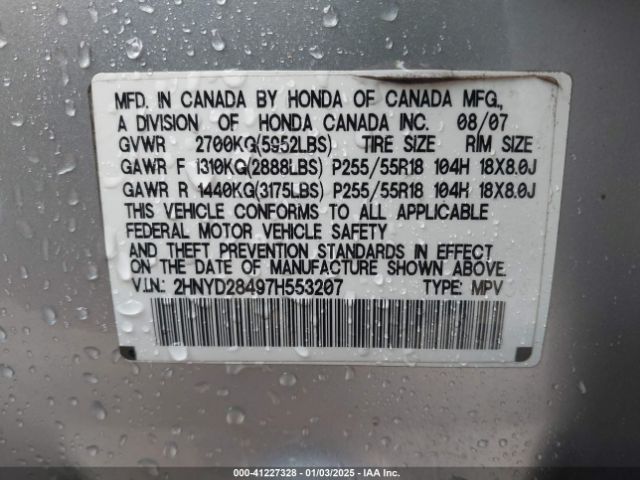 MFD. IN CANADA BY HONDA OF CANADA MFG.,
A DIVISION OF HONDA CANADA INC. 08/07
GVWR 2700KG(5952LBS) TIRE SIZE RIM SIZE
GAWR F 1310KG(2888LBS) P255/55R18 104H 18X8.0J
GAWR R 1440KG(3175LBS) P255/55R18 104H 18X8.0J
THIS VEHICLE CONFORMS TO ALL APPLICABLE
FEDERAL MOTOR VEHICLE SAFETY
AND THEFT PREVENTION STANDARDS IN EFFECT
ON THE DATE OF MANUFACTURE SHOWN ABOVE.
V.I.N.: 2HNYD28497H553207 TYPE: MPV
000-41227328 | 01/03/2025 | IAA Inc.